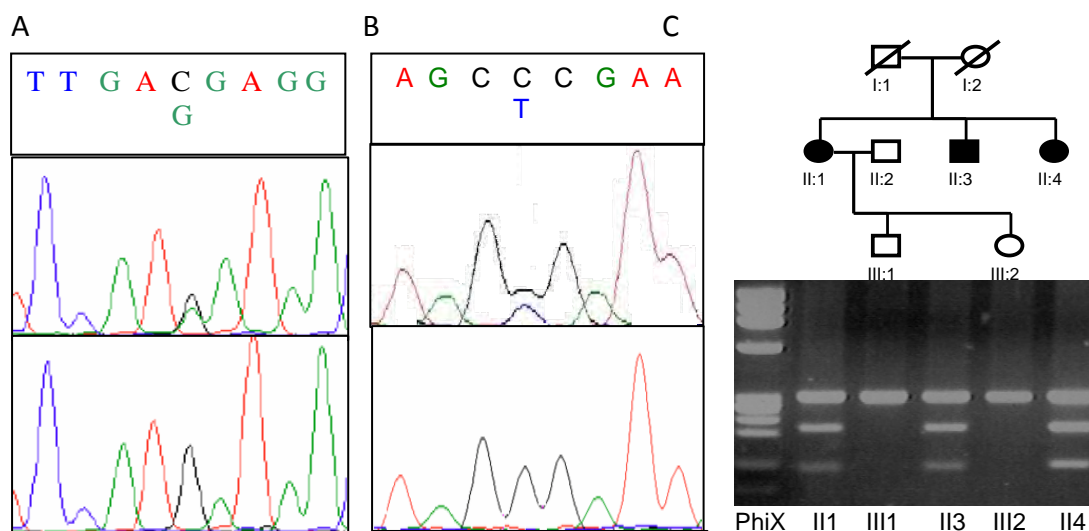 A B C
T T G A C G A G G
G
A G C C C G A A
T
I:1 I:2
II:1 II:2 II:3 II:4
III:1 III:2
PhiX II1 III1 II3 III2 II4